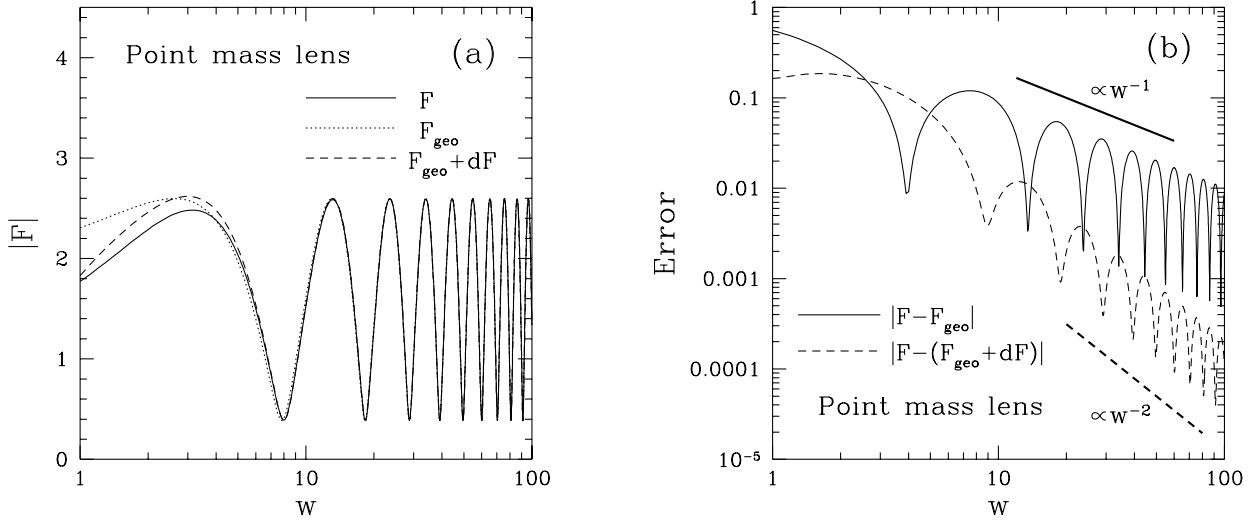 Point mass lens
(a)
F
F_geo
F_geo+dF
|F|
4
3
2
1
0
1
10
100
w
(b)
∝w^-1
|F−F_geo|
|F−(F_geo+dF)|
Point mass lens
∝w^-2
Error
1
0.1
0.01
0.001
0.0001
10^-5
1
10
100
w